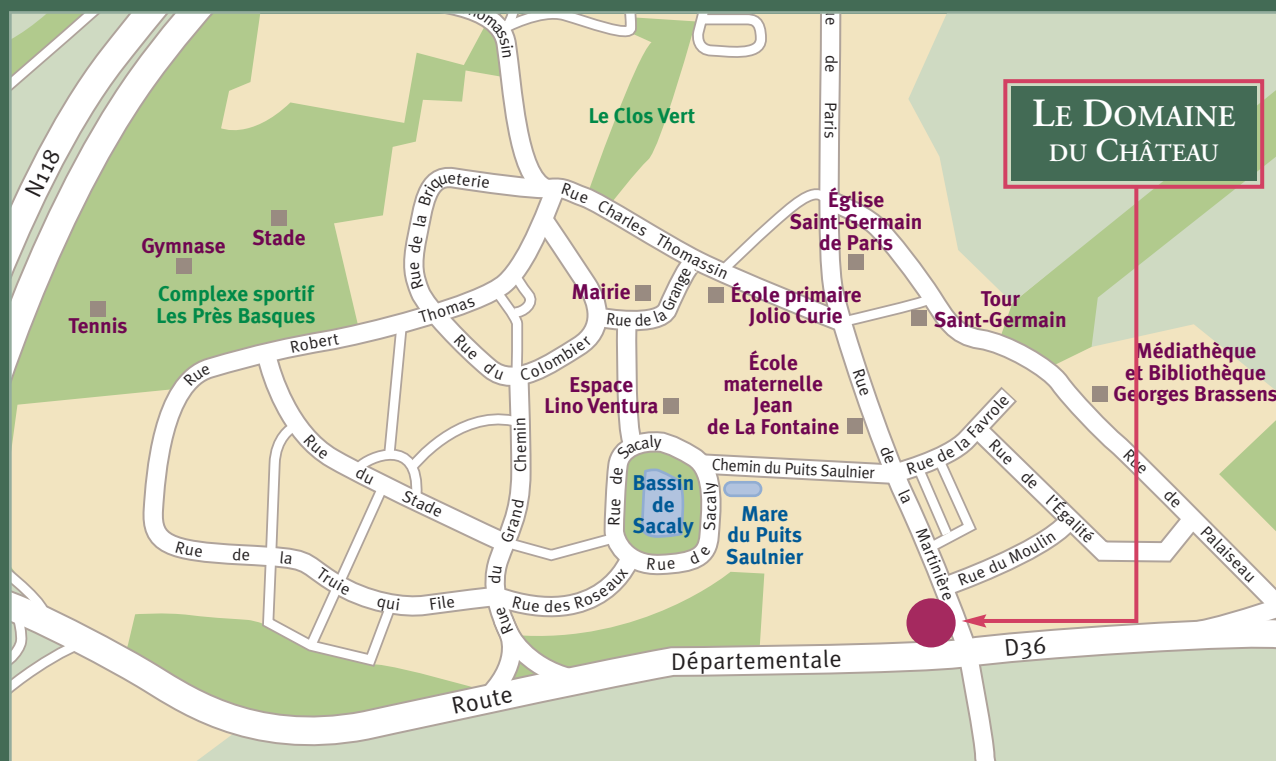 Thomassin
Rue de Paris
Le Clos Vert
LE DOMAINE
DU CHÂTEAU
N118
Rue de la Briqueterie
Rue Charles Thomassin
Église
Saint-Germain
de Paris
Stade
Gymnase
Complexe sportif
Les Près Basques
Tennis
Mairie
Rue de la Grange
École primaire
Jolio Curie
Tour
Saint-Germain
Médiathèque
et Bibliothèque
Georges Brassens
Rue Robert Thomas
Rue du Colombier
Espace
Lino Ventura
École
maternelle
Jean
de La Fontaine
Rue de la Martinière
Rue de la Favrole
Rue de l'Égalité
Rue de Palaiseau
Rue du Stade
Rue du Grand Chemin
Rue de Sacaly
Chemin du Puits Saulnier
Bassin
de
Sacaly
Rue de Sacaly
Mare
du Puits
Saulnier
Rue du Moulin
Rue de la Truie qui File
Rue des Roseaux
Route Départementale D36